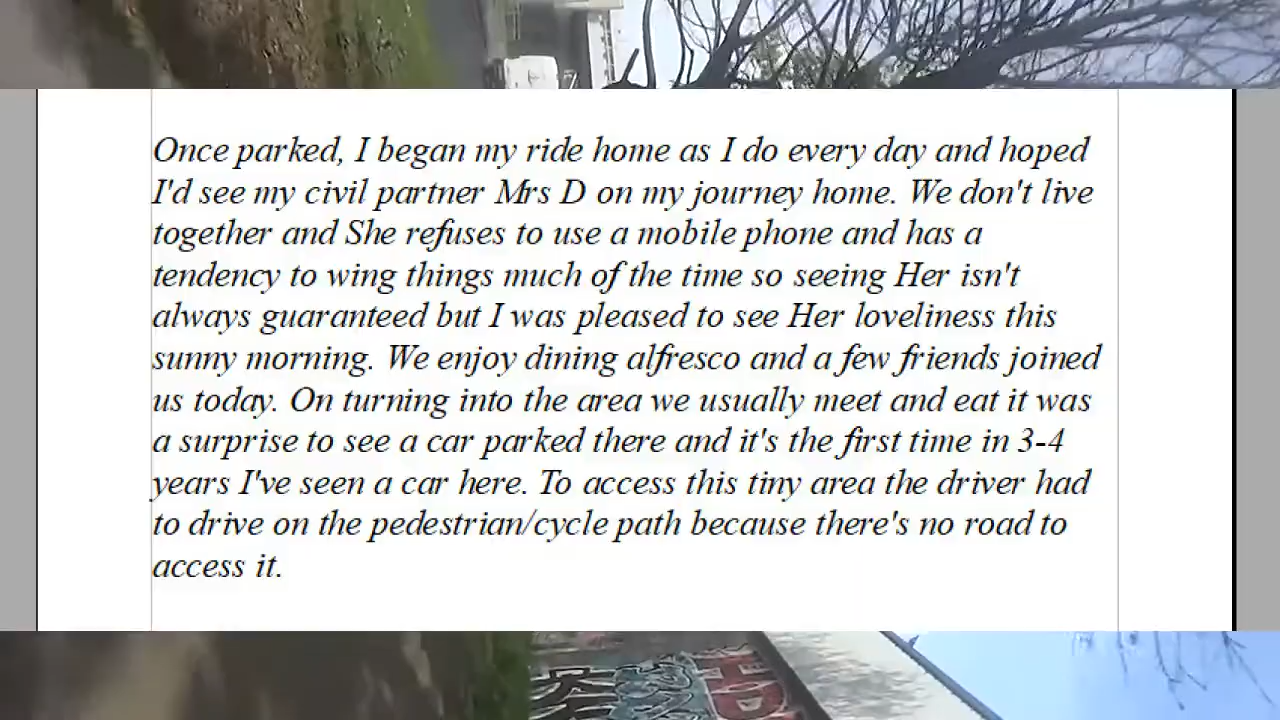 Once parked, I began my ride home as I do every day and hoped
I'd see my civil partner Mrs D on my journey home. We don't live
together and She refuses to use a mobile phone and has a
tendency to wing things much of the time so seeing Her isn't
always guaranteed but I was pleased to see Her loveliness this
sunny morning. We enjoy dining alfresco and a few friends joined
us today. On turning into the area we usually meet and eat it was
a surprise to see a car parked there and it's the first time in 3-4
years I've seen a car here. To access this tiny area the driver had
to drive on the pedestrian/cycle path because there's no road to
access it.